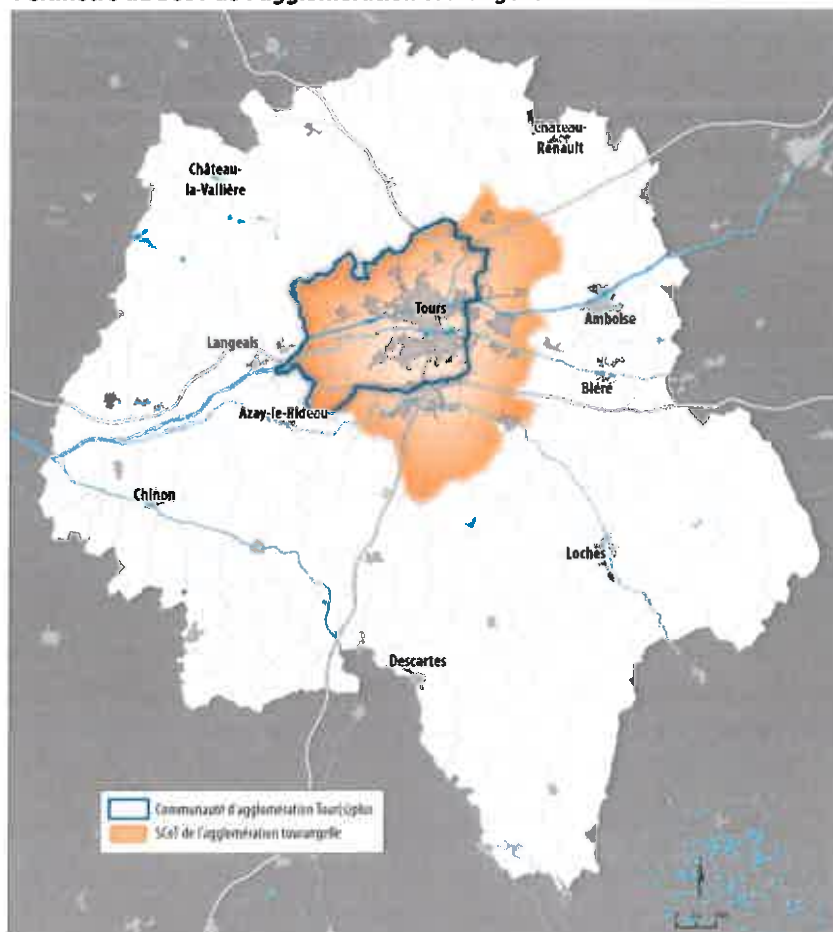 Château-
Renault
Château-
la-Vallière
Tours
Amboise
Langeais
Bléré
Azay-le-Rideau
Chinon
Loches
Descartes
Communauté d'agglomération Tour(s)plus
SCoT de l'agglomération tourangelle